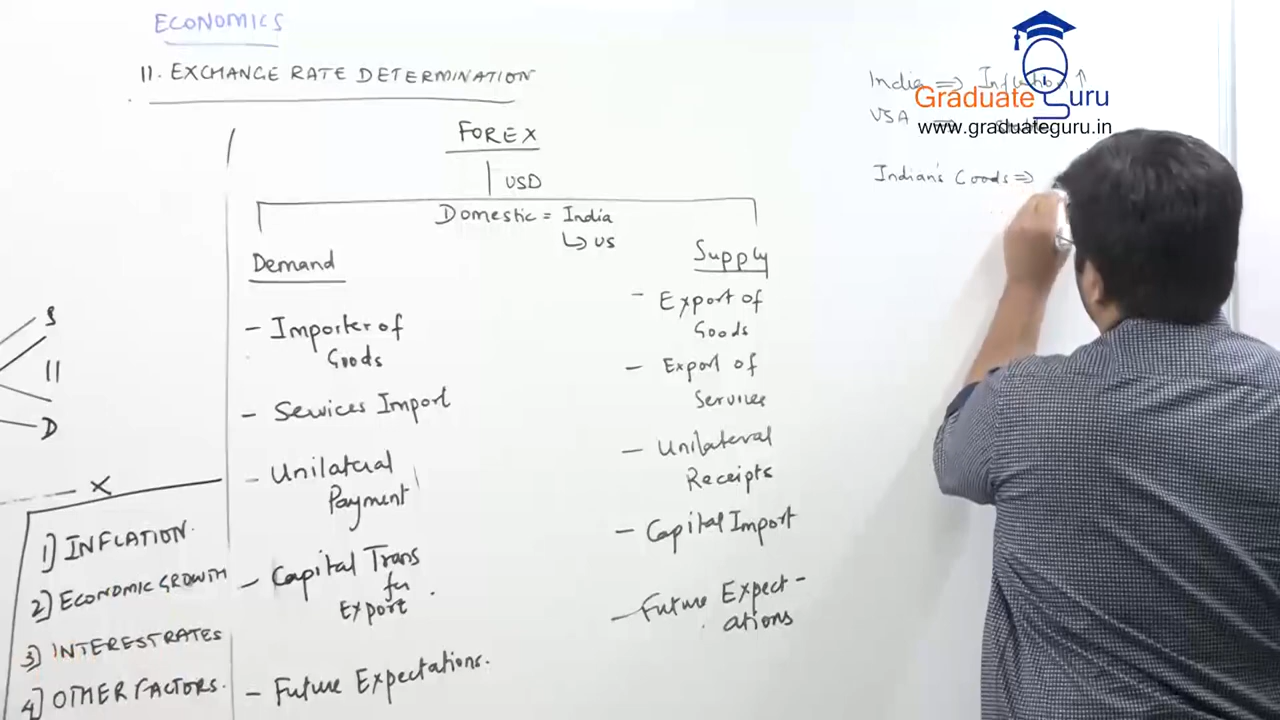 ECONOMICS
11. EXCHANGE RATE DETERMINATION
FOREX
USD
Domestic = India
↳ US
Demand
- Importer of
Goods
- Services Import
- Unilateral
Payment
- Capital Trans
fer
Export
- Future Expectations.
Supply
- Export of
Goods
- Export of
Services
- Unilateral
Receipts
- Capital Import
- Future Expect-
ations
S
D
X
1) INFLATION.
2) ECONOMIC GROWTH
3) INTEREST RATES
4) OTHER FACTORS.
India ⇒ Inflation ↑
USA ⇒
Indian's Goods ⇒
Graduate Guru
www.graduateguru.in